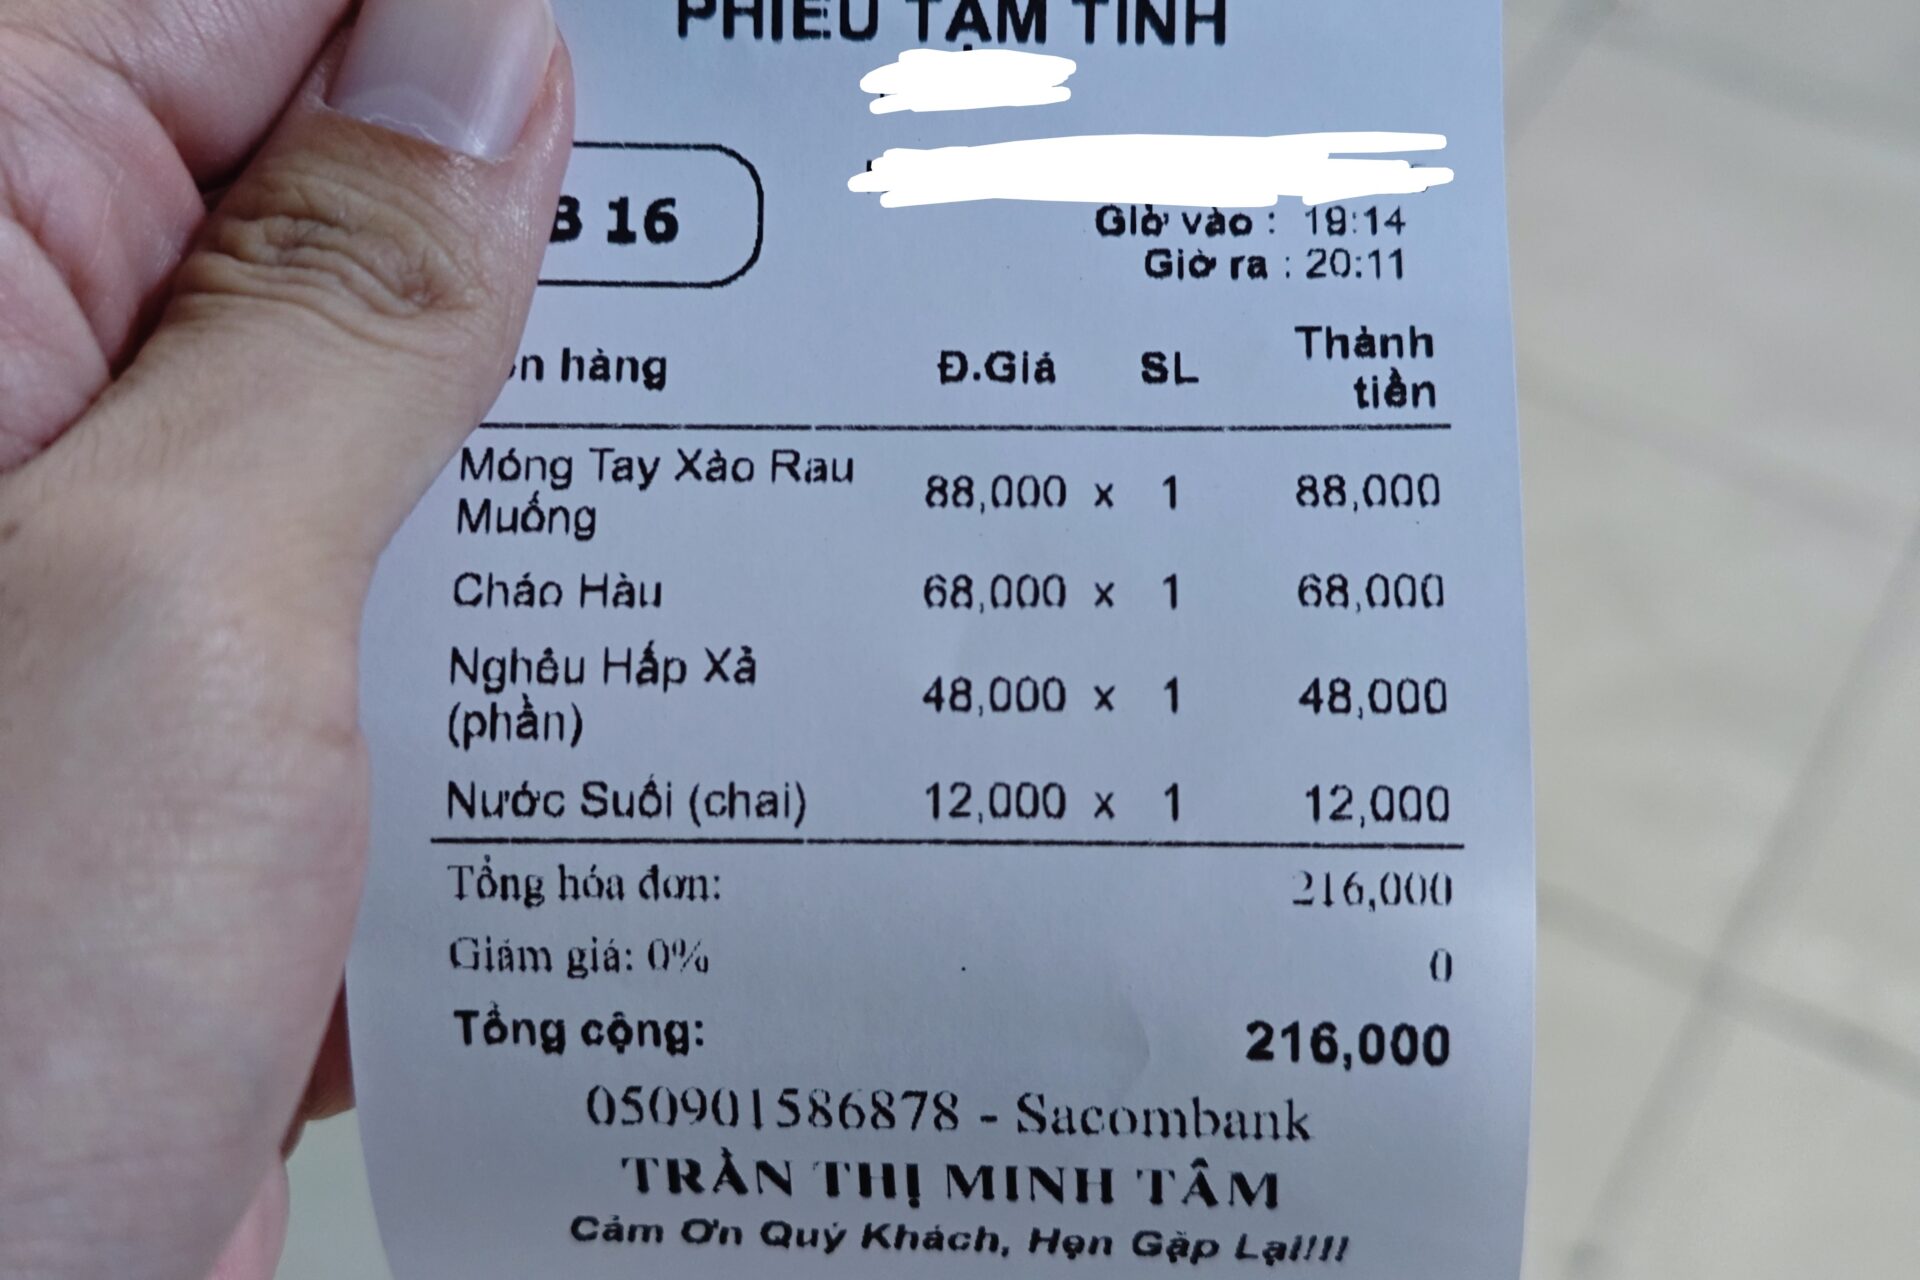 PHIẾU TẠM TÍNH
16
Giờ vào : 19:14
Giờ ra : 20:11
hàng Đ.Giá SL Thành tiền
Móng Tay Xào Rau Muống 88,000 x 1 88,000
Cháo Hàu 68,000 x 1 68,000
Nghêu Hấp Xả (phần) 48,000 x 1 48,000
Nước Suối (chai) 12,000 x 1 12,000
Tổng hóa đơn: 216,000
Giảm giá: 0% 0
Tổng cộng: 216,000
050901586878 - Sacombank
TRẦN THỊ MINH TÂM
Cảm Ơn Quý Khách, Hẹn Gặp Lại!!!